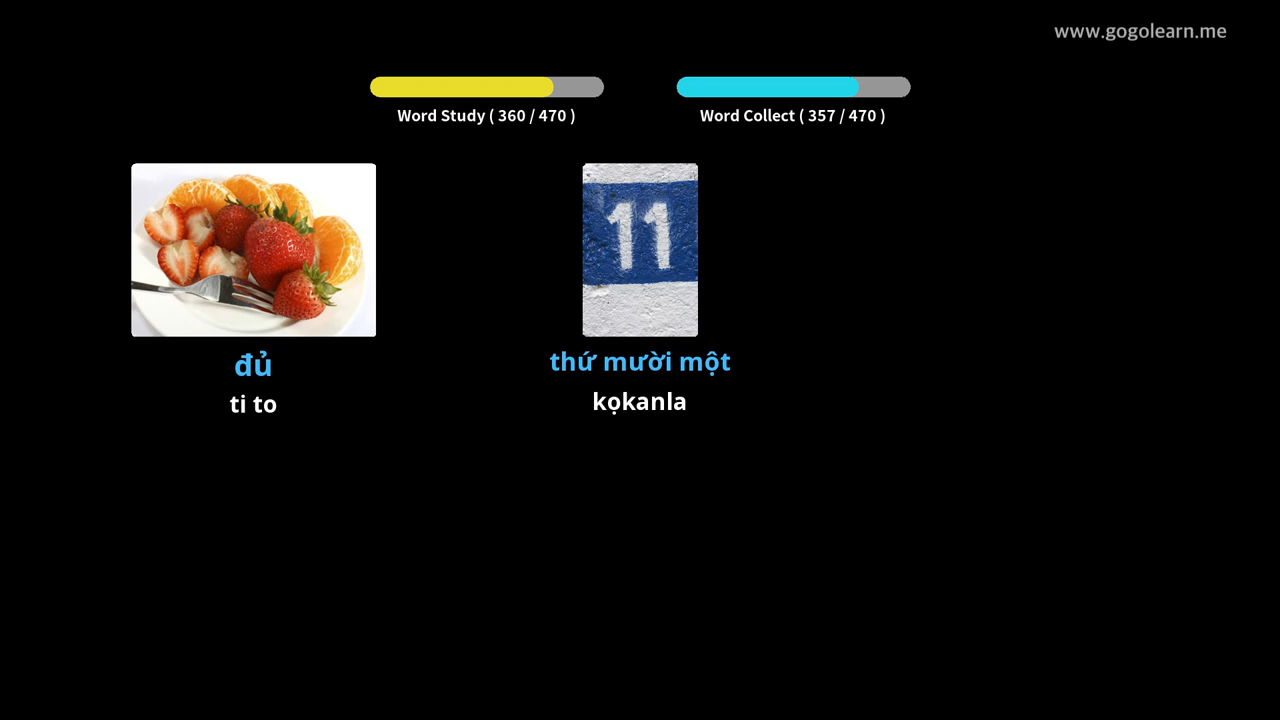 www.gogolearn.me
Word Study ( 360 / 470 )
Word Collect ( 357 / 470 )
11
đủ
thứ mười một
ti to
kọkanla